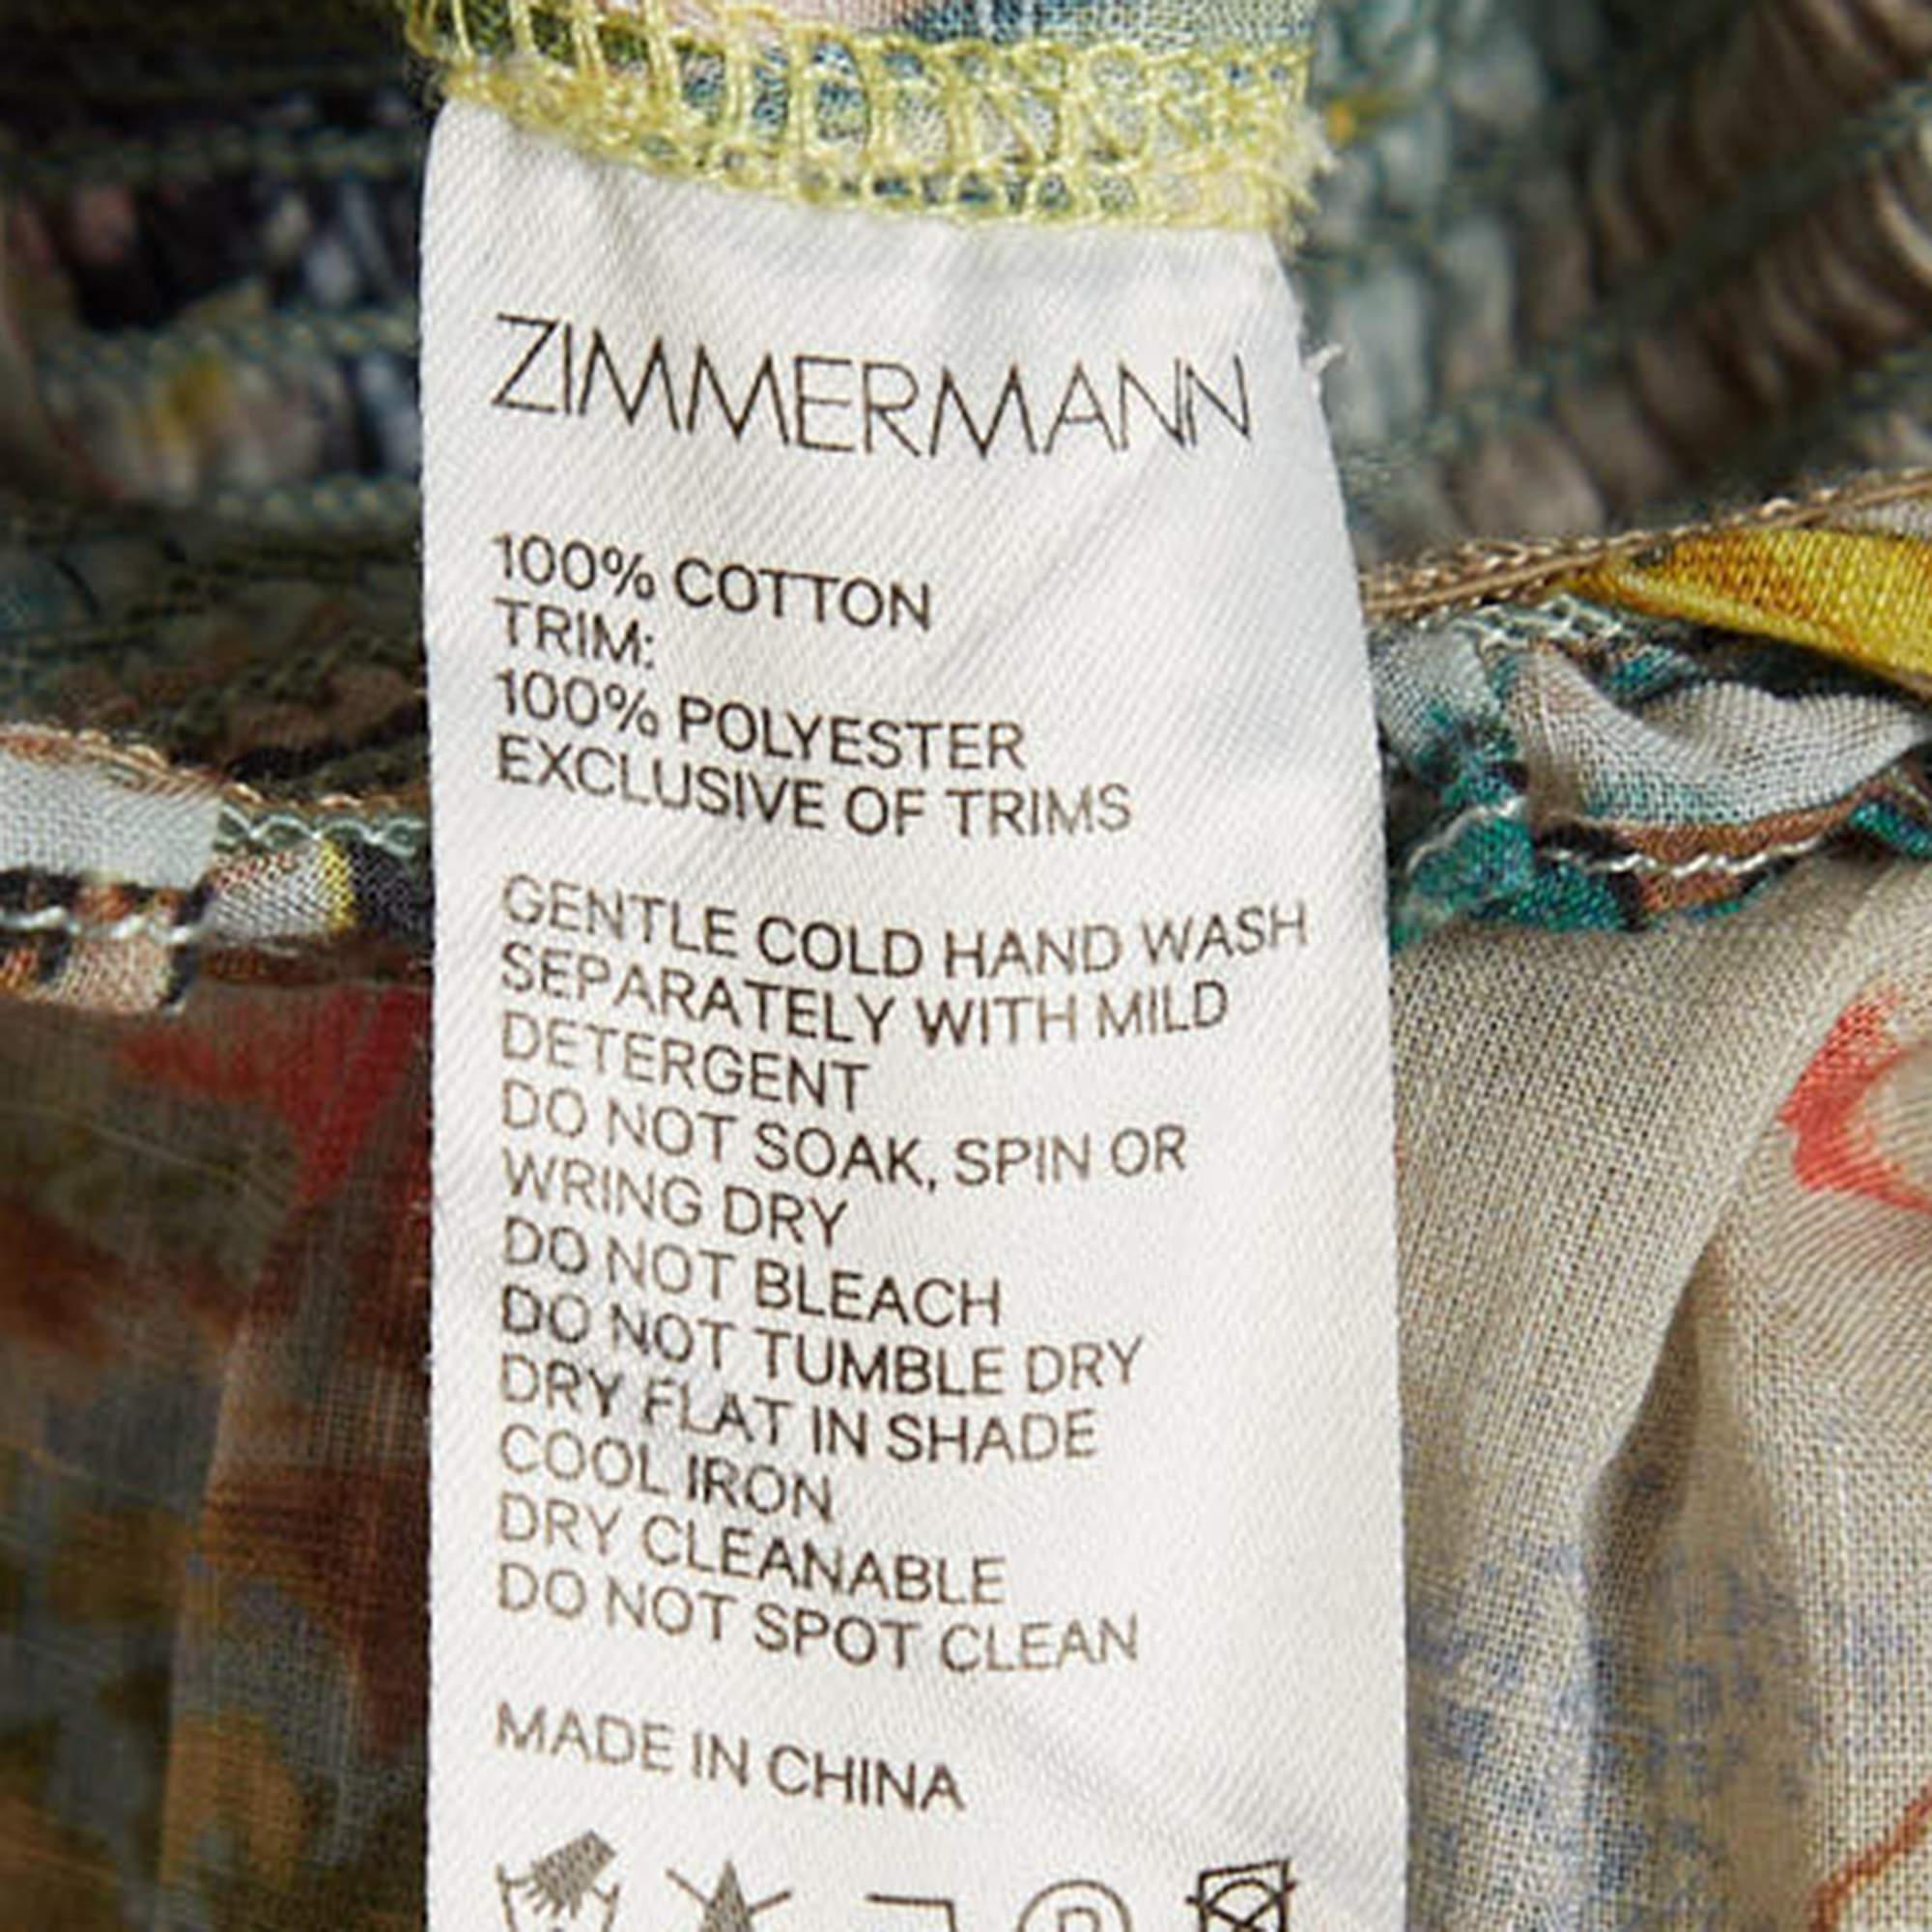 ZIMMERMANN
100% COTTON
TRIM:
100% POLYESTER
EXCLUSIVE OF TRIMS
GENTLE COLD HAND WASH
SEPARATELY WITH MILD
DETERGENT
DO NOT SOAK, SPIN OR
WRING DRY
DO NOT BLEACH
DO NOT TUMBLE DRY
DRY FLAT IN SHADE
COOL IRON
DRY CLEANABLE
DO NOT SPOT CLEAN
MADE IN CHINA
P